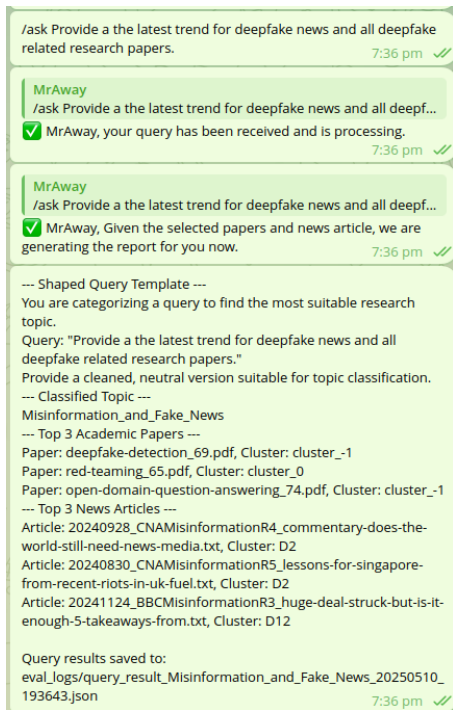 /ask Provide a the latest trend for deepfake news and all deepfake
related research papers.
7:36 pm
MrAway
/ask Provide a the latest trend for deepfake news and all deepf...
✅ MrAway, your query has been received and is processing.
7:36 pm
MrAway
/ask Provide a the latest trend for deepfake news and all deepf...
✅ MrAway, Given the selected papers and news article, we are
generating the report for you now.
7:36 pm
--- Shaped Query Template ---
You are categorizing a query to find the most suitable research
topic.
Query: "Provide a the latest trend for deepfake news and all
deepfake related research papers."
Provide a cleaned, neutral version suitable for topic classification.
--- Classified Topic ---
Misinformation_and_Fake_News
--- Top 3 Academic Papers ---
Paper: deepfake-detection_69.pdf, Cluster: cluster_-1
Paper: red-teaming_65.pdf, Cluster: cluster_0
Paper: open-domain-question-answering_74.pdf, Cluster: cluster_-1
--- Top 3 News Articles ---
Article: 20240928_CNAMisinformationR4_commentary-does-the-
world-still-need-news-media.txt, Cluster: D2
Article: 20240830_CNAMisinformationR5_lessons-for-singapore-
from-recent-riots-in-uk-fuel.txt, Cluster: D2
Article: 20241124_BBCMisinformationR3_huge-deal-struck-but-is-it-
enough-5-takeaways-from.txt, Cluster: D12
Query results saved to:
eval_logs/query_result_Misinformation_and_Fake_News_20250510_
193643.json
7:36 pm